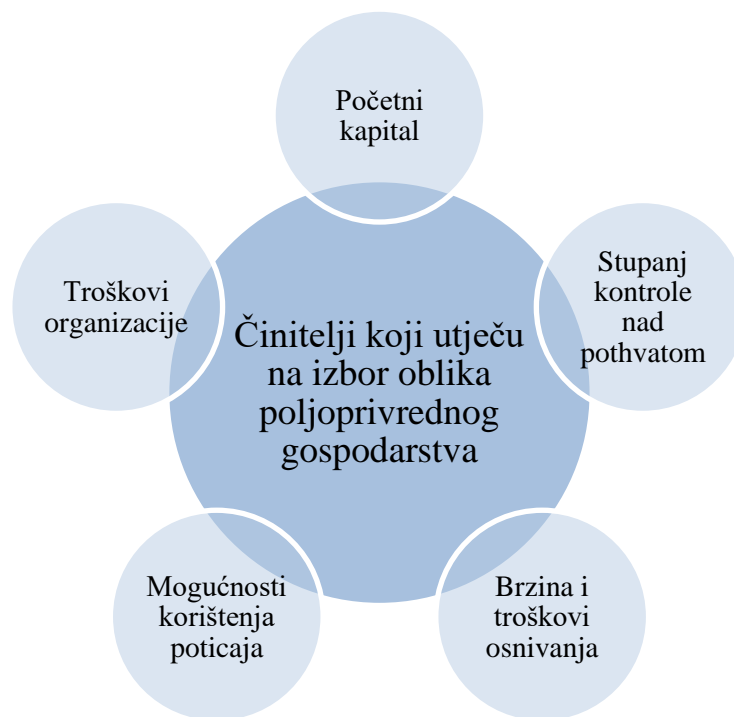 Početni
kapital
Stupanj
kontrole
nad
pothvatom
Troškovi
organizacije
Činitelji koji utječu
na izbor oblika
poljoprivrednog
gospodarstva
Mogućnosti
korištenja
poticaja
Brzina i
troškovi
osnivanja